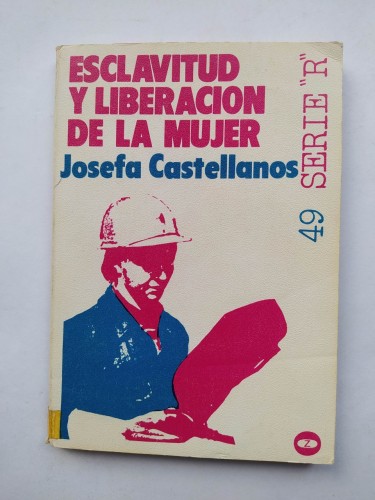 ESCLAVITUD
Y LIBERACION
DE LA MUJER
Josefa Castellanos
49 SERIE "R"
Z